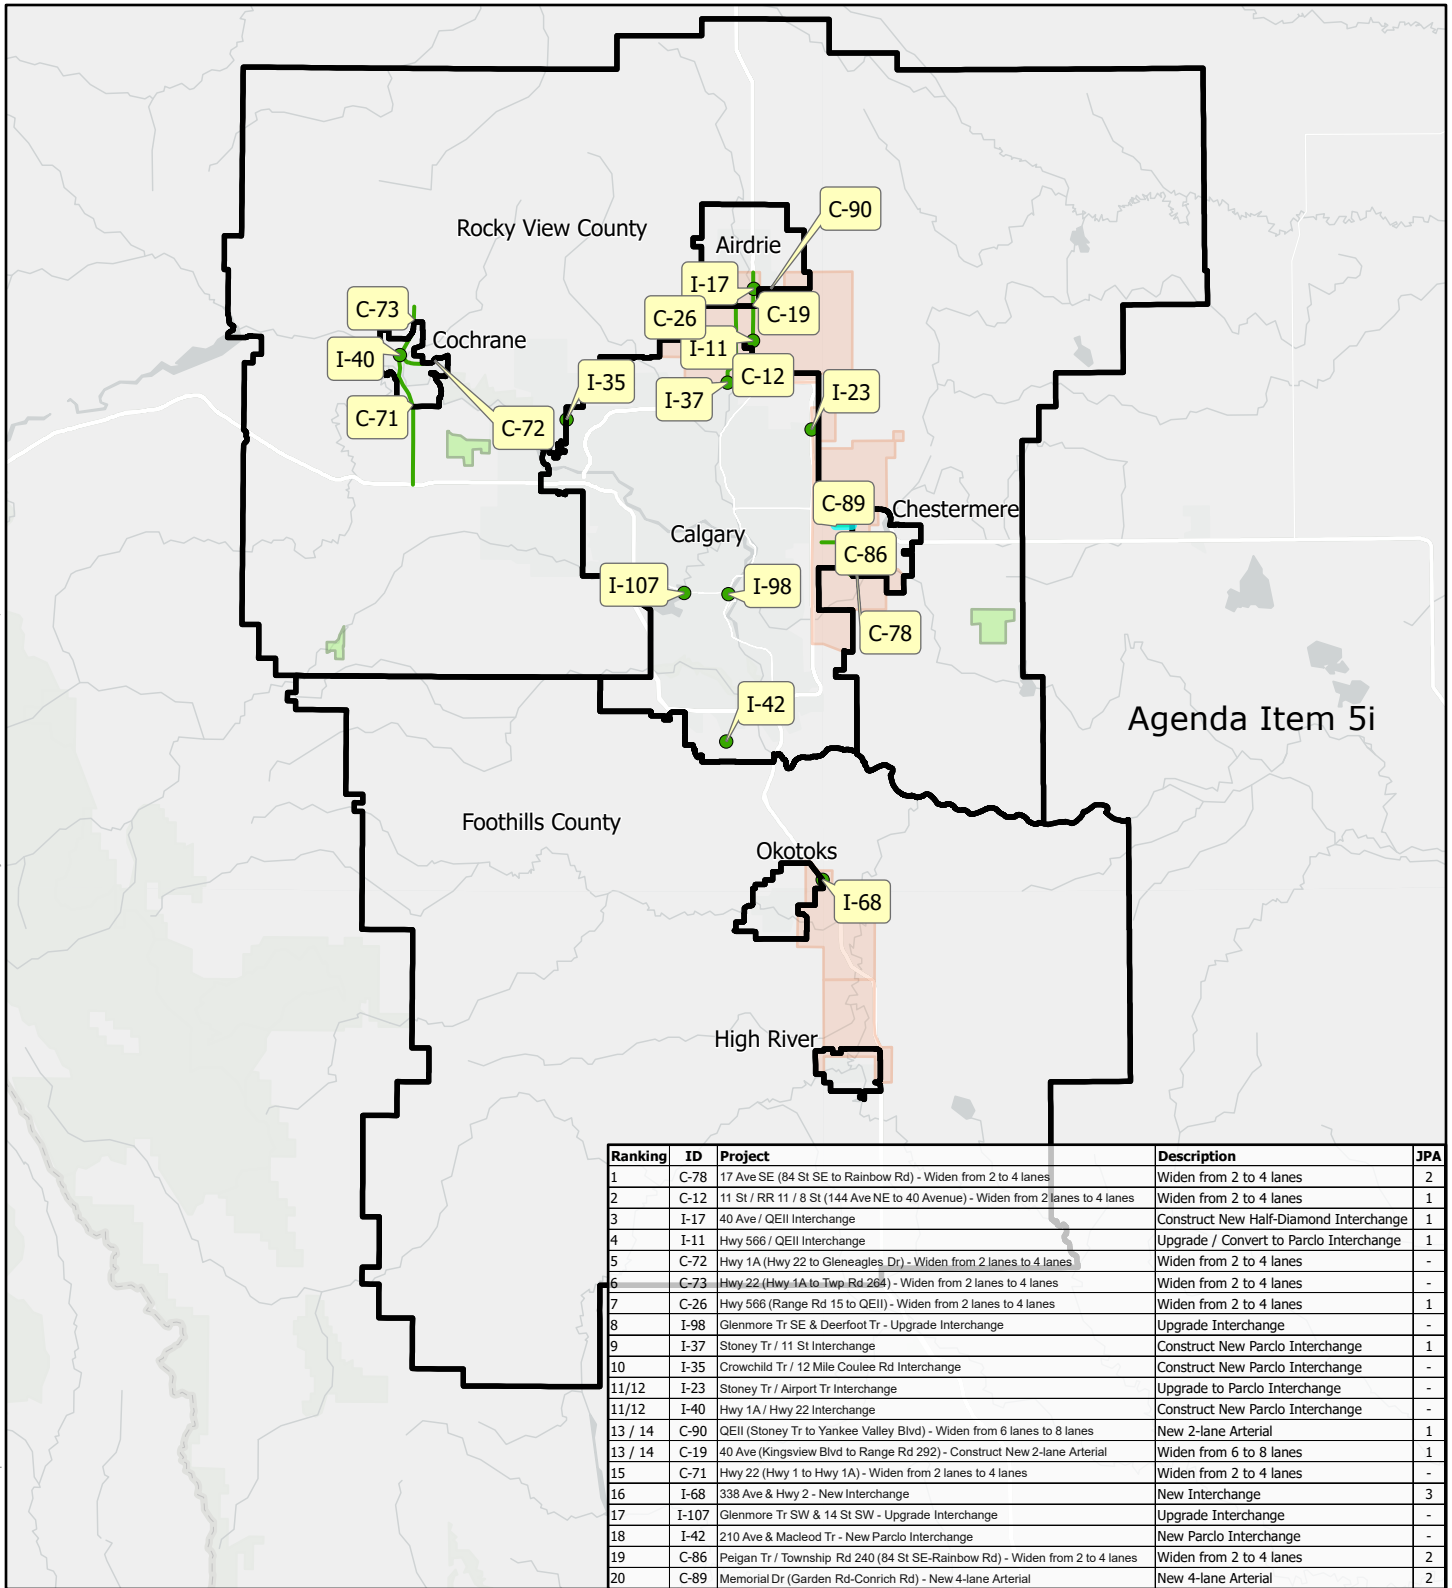 C-90
Rocky View County
Airdrie
I-17
C-73
C-26
C-19
Cochrane
I-40
I-11
C-12
I-35
I-37
I-23
C-71
C-72
C-89
Chestermere
Calgary
C-86
I-107
I-98
C-78
I-42
Agenda Item 5i
Foothills County
Okotoks
I-68
High River
Ranking ID Project Description JPA
1 C-78 17 Ave SE (84 St SE to Rainbow Rd) - Widen from 2 to 4 lanes Widen from 2 to 4 lanes 2
2 C-12 11 St / RR 11 / 8 St (144 Ave NE to 40 Avenue) - Widen from 2 lanes to 4 lanes Widen from 2 to 4 lanes 1
3 I-17 40 Ave / QEII Interchange Construct New Half-Diamond Interchange 1
4 I-11 Hwy 566 / QEII Interchange Upgrade / Convert to Parclo Interchange 1
5 C-72 Hwy 1A (Hwy 22 to Gleneagles Dr) - Widen from 2 lanes to 4 lanes Widen from 2 to 4 lanes -
6 C-73 Hwy 22 (Hwy 1A to Twp Rd 264) - Widen from 2 lanes to 4 lanes Widen from 2 to 4 lanes -
7 C-26 Hwy 566 (Range Rd 15 to QEII) - Widen from 2 lanes to 4 lanes Widen from 2 to 4 lanes 1
8 I-98 Glenmore Tr SE & Deerfoot Tr - Upgrade Interchange Upgrade Interchange -
9 I-37 Stoney Tr / 11 St Interchange Construct New Parclo Interchange 1
10 I-35 Crowchild Tr / 12 Mile Coulee Rd Interchange Construct New Parclo Interchange -
11/12 I-23 Stoney Tr / Airport Tr Interchange Upgrade to Parclo Interchange -
11/12 I-40 Hwy 1A / Hwy 22 Interchange Construct New Parclo Interchange -
13 / 14 C-90 QEII (Stoney Tr to Yankee Valley Blvd) - Widen from 6 lanes to 8 lanes New 2-lane Arterial 1
13 / 14 C-19 40 Ave (Kingsview Blvd to Range Rd 292) - Construct New 2-lane Arterial Widen from 6 to 8 lanes 1
15 C-71 Hwy 22 (Hwy 1 to Hwy 1A) - Widen from 2 lanes to 4 lanes Widen from 2 to 4 lanes -
16 I-68 338 Ave & Hwy 2 - New Interchange New Interchange 3
17 I-107 Glenmore Tr SW & 14 St SW - Upgrade Interchange Upgrade Interchange -
18 I-42 210 Ave & Macleod Tr - New Parclo Interchange New Parclo Interchange -
19 C-86 Peigan Tr / Township Rd 240 (84 St SE-Rainbow Rd) - Widen from 2 to 4 lanes Widen from 2 to 4 lanes 2
20 C-89 Memorial Dr (Garden Rd-Conrich Rd) - New 4-lane Arterial New 4-lane Arterial 2